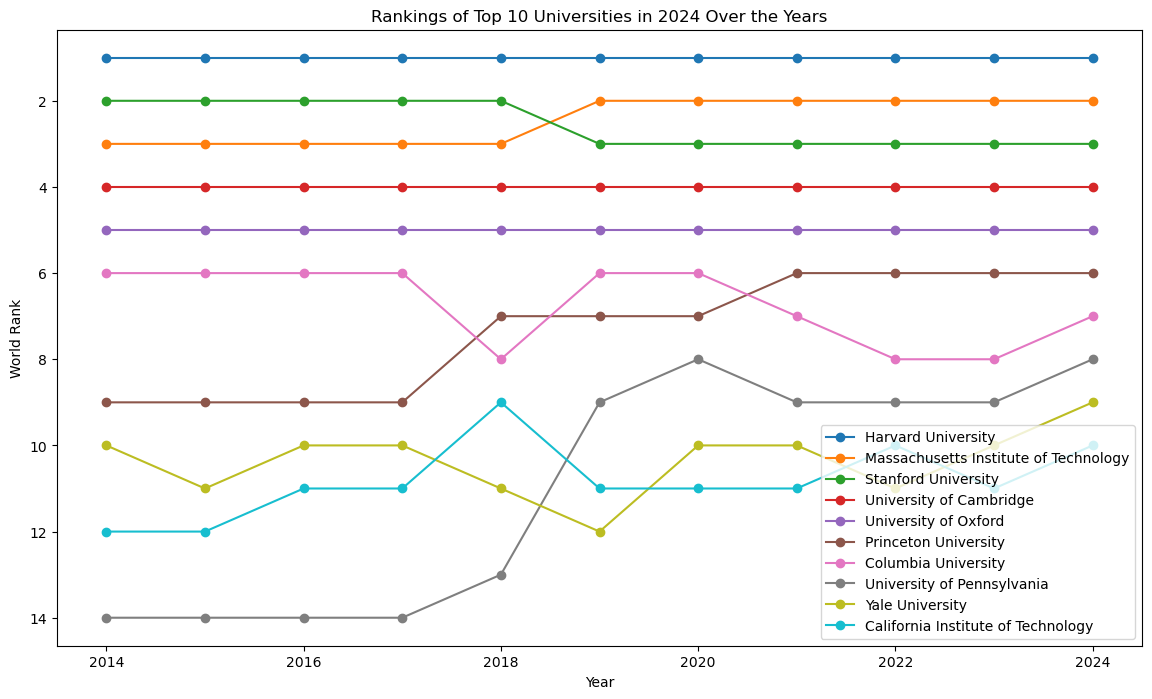 Rankings of Top 10 Universities in 2024 Over the Years
World Rank
2
4
6
8
10
12
14
Harvard University
Massachusetts Institute of Technology
Stanford University
University of Cambridge
University of Oxford
Princeton University
Columbia University
University of Pennsylvania
Yale University
California Institute of Technology
2014 2016 2018 2020 2022 2024
Year